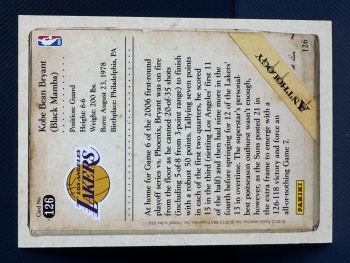 Card No. 126
LOS ANGELES
LAKERS
Kobe Bean Bryant
(Black Mamba)
Position: Guard
Height: 6-6
Weight: 200 lbs.
Born: August 23, 1978
Birthplace: Philadelphia, PA
At home for Game 6 of the 2006 first-round
playoff series vs. Phoenix, Bryant was on fire
from the floor as he canned 20-of-35 shots
(including 5-of-8 from 3-point range) to finish
with a robust 50 points. Tallying seven points
in each of the first two quarters, he scored
15 in the third (netting Los Angeles' first 11
of the half) and then had nine more in the
fourth before springing for 12 of the Lakers'
13 in overtime. The superstar's personal-
best postseason outburst wasn't enough,
however, as the Suns posted 21 in
the extra frame to emerge with a
126-118 victory and force an
all-or-nothing Game 7.
ANTHOLOGY
126
PANINI